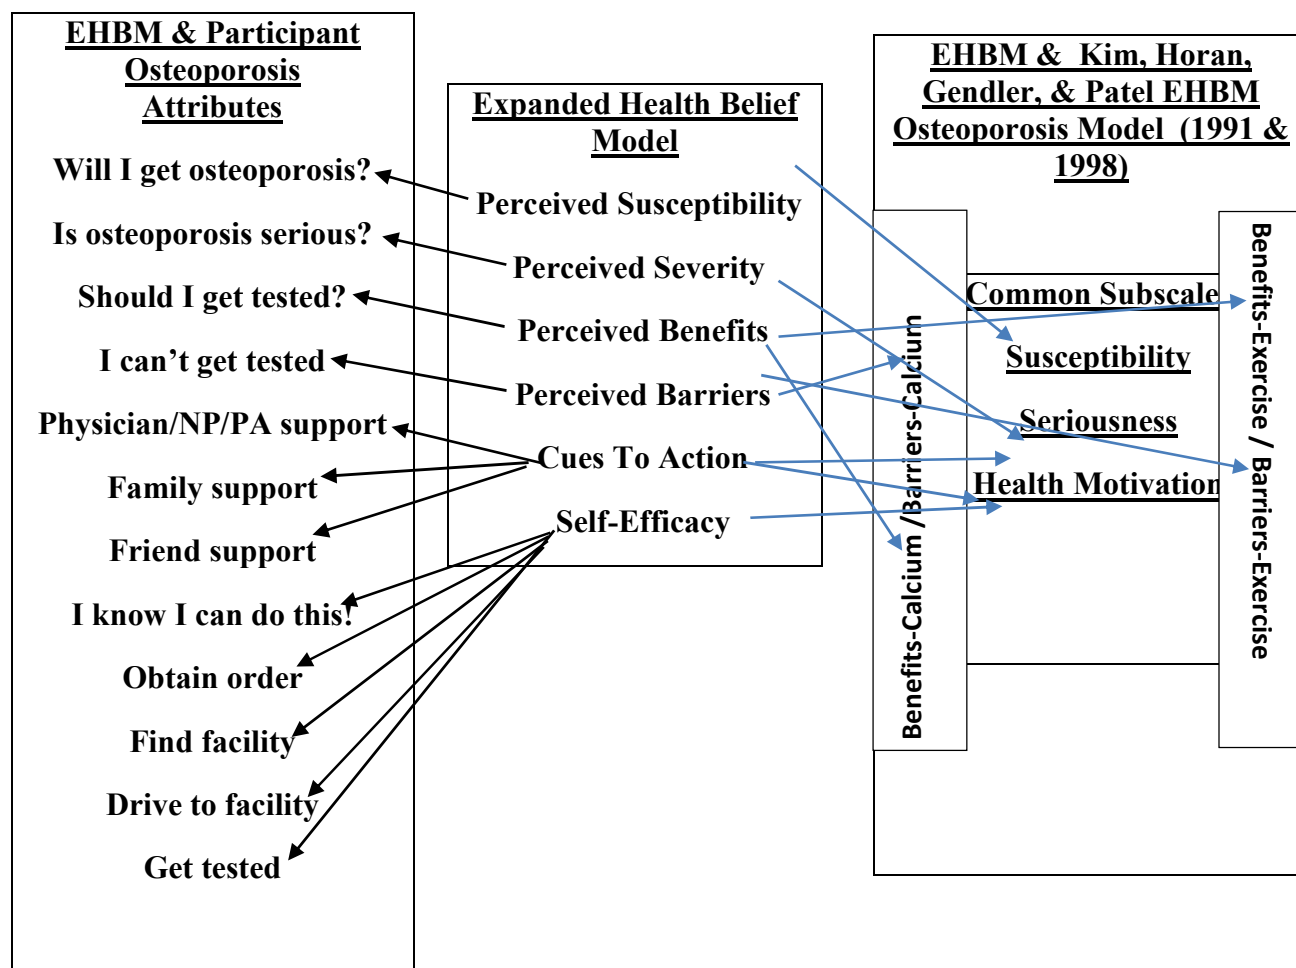 EHBM & Participant
Osteoporosis
Attributes
Will I get osteoporosis?
Is osteoporosis serious?
Should I get tested?
I can’t get tested
Physician/NP/PA support
Family support
Friend support
I know I can do this!
Obtain order
Find facility
Drive to facility
Get tested
Expanded Health Belief
Model
Perceived Susceptibility
Perceived Severity
Perceived Benefits
Perceived Barriers
Cues To Action
Self-Efficacy
EHBM & Kim, Horan,
Gendler, & Patel EHBM
Osteoporosis Model (1991 &
1998)
Benefits-Calcium /Barriers-Calcium
Common Subscale
Susceptibility
Seriousness
Health Motivation
Benefits-Exercise / Barriers-Exercise